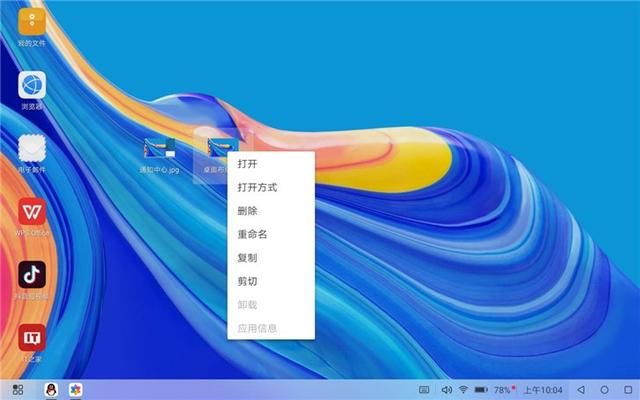 我的文件
浏览器
电子邮件
WPS Office
抖音短视频
IT
IT之家
通知中心.jpg
桌面布
打开
打开方式
删除
重命名
复制
剪切
卸载
应用信息
78%
上午10:04